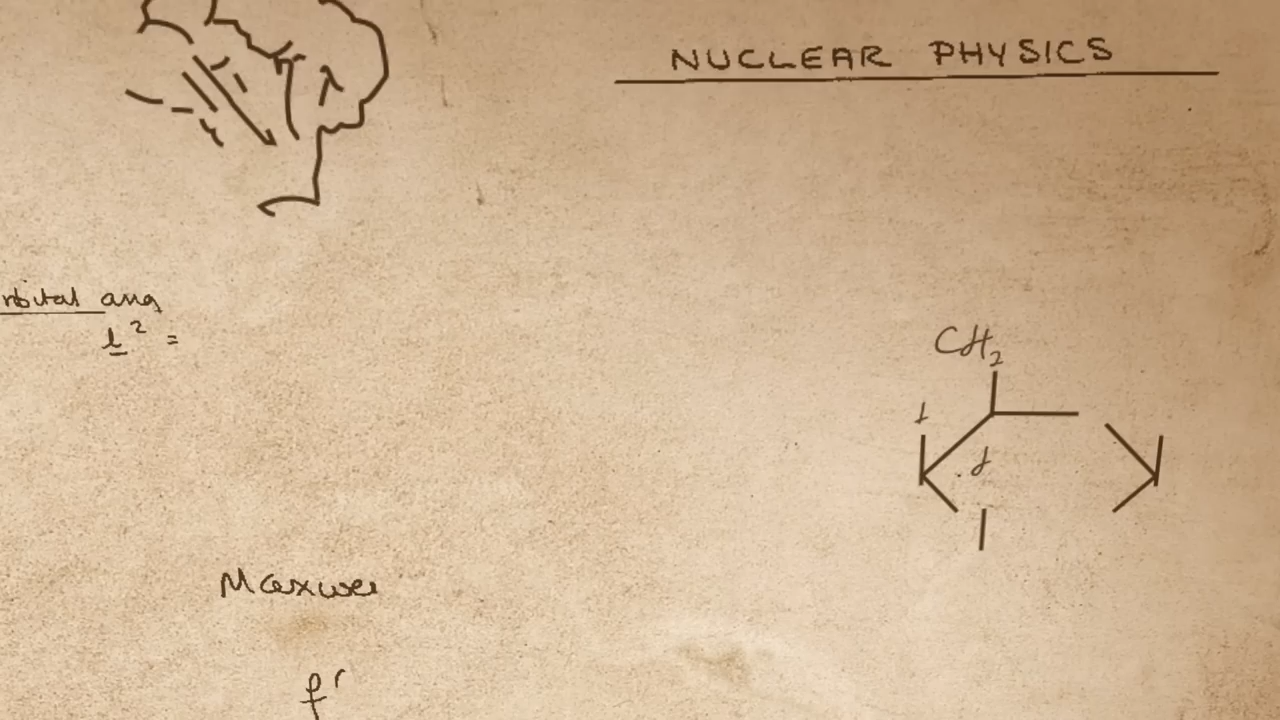 NUCLEAR PHYSICS
rbital ang
l² =
CH₂
Maxwe